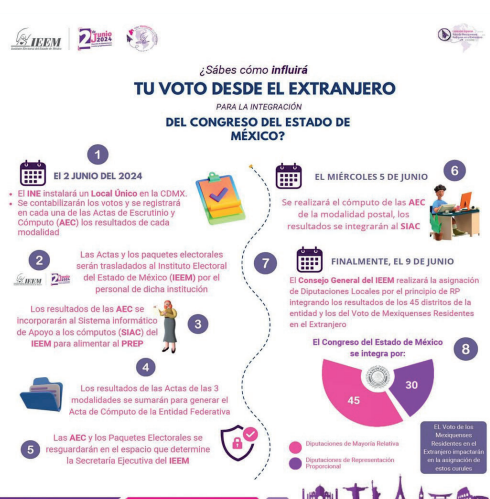 IEEM
Instituto Electoral del Estado de México
2 de Junio
2024
¿Sábes cómo influirá
TU VOTO DESDE EL EXTRANJERO
PARA LA INTEGRACIÓN
DEL CONGRESO DEL ESTADO DE
MÉXICO?
1
El 2 JUNIO DEL 2024
El INE instalará un Local Único en la CDMX.
Se contabilizarán los votos y se registrará
en cada una de las Actas de Escrutinio y
Cómputo (AEC) los resultados de cada
modalidad
2
Las Actas y los paquetes electorales
serán trasladados al Instituto Electoral
del Estado de México (IEEM) por el
personal de dicha institución
IEEM
Los resultados de las AEC se
incorporarán al Sistema informático
de Apoyo a los cómputos (SIAC) del
IEEM para alimentar al PREP
3
4
Los resultados de las Actas de las 3
modalidades se sumarán para generar el
Acta de Cómputo de la Entidad Federativa
5
Las AEC y los Paquetes Electorales se
resguardarán en el espacio que determine
la Secretaría Ejecutiva del IEEM
6
EL MIÉRCOLES 5 DE JUNIO
Se realizará el cómputo de las AEC
de la modalidad postal, los
resultados se integrarán al SIAC
7
FINALMENTE, EL 9 DE JUNIO
El Consejo General del IEEM realizará la asignación
de Diputaciones Locales por el principio de RP
integrando los resultados de los 45 distritos de la
entidad y los del Voto de Mexiquenses Residentes
en el Extranjero
8
El Congreso del Estado de México
se integra por:
30
45
Diputaciones de Mayoría Relativa
Diputaciones de Representación
Proporcional
El Voto de los
Mexiquenses
Residentes en el
Extranjero impactarán
en la asignación de
estos curules